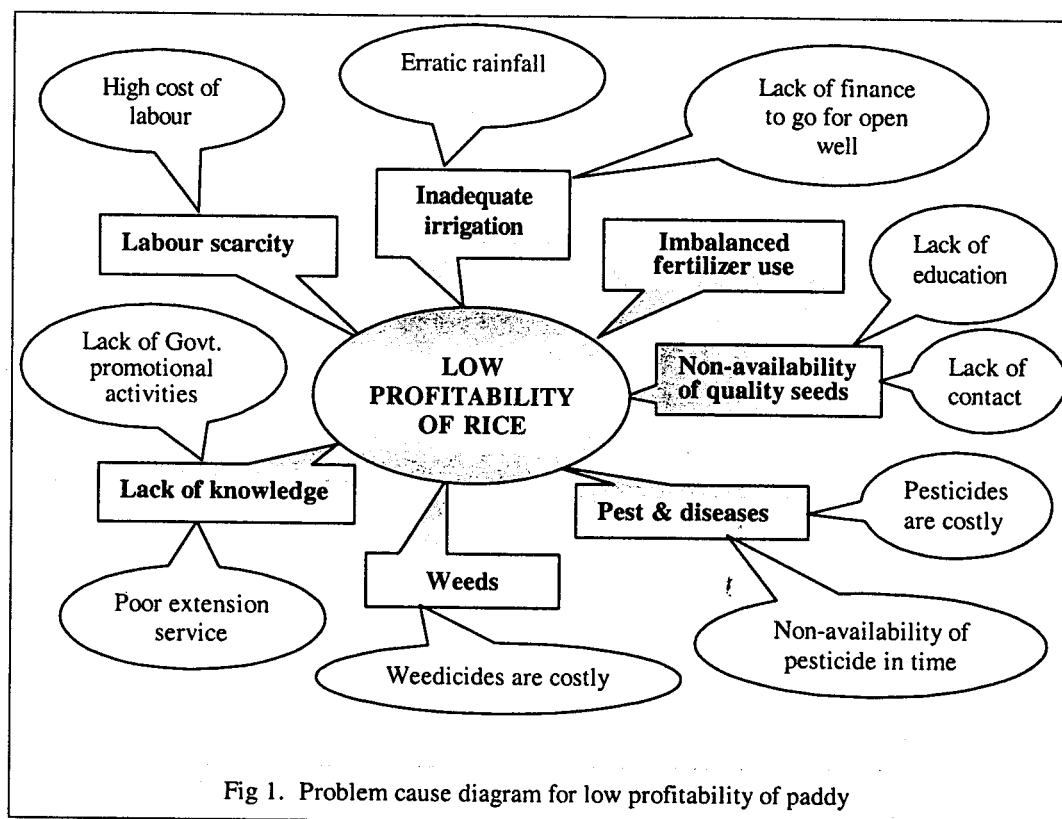 High cost of
labour
Erratic rainfall
Lack of finance
to go for open
well
Labour scarcity
Inadequate
irrigation
Imbalanced
fertilizer use
Lack of
education
Lack of Govt.
promotional
activities
LOW
PROFITABILITY
OF RICE
Non-availability
of quality seeds
Lack of
contact
Lack of knowledge
Pest & diseases
Pesticides
are costly
Weeds
Poor extension
service
Weedicides are costly
Non-availability of
pesticide in time
Fig 1. Problem cause diagram for low profitability of paddy